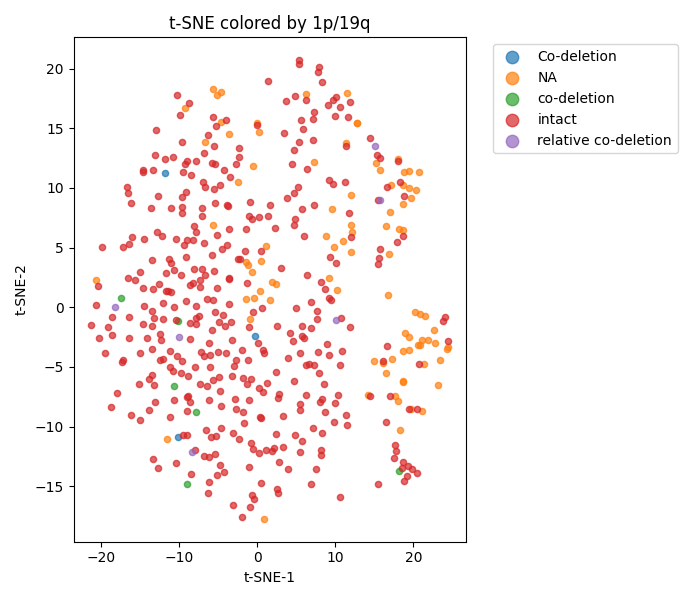 t-SNE colored by 1p/19q
Co-deletion
NA
co-deletion
intact
relative co-deletion
20
15
10
5
0
−5
−10
−15
t-SNE-2
−20 −10 0 10 20
t-SNE-1